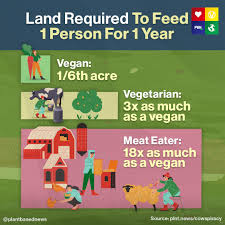 Land Required To Feed
1 Person For 1 Year
Vegan:
1/6th acre
Vegetarian:
3x as much
as a vegan
Meat Eater:
18x as much
as a vegan
@plantbasednews
Source: pbt.news/cowspiracy